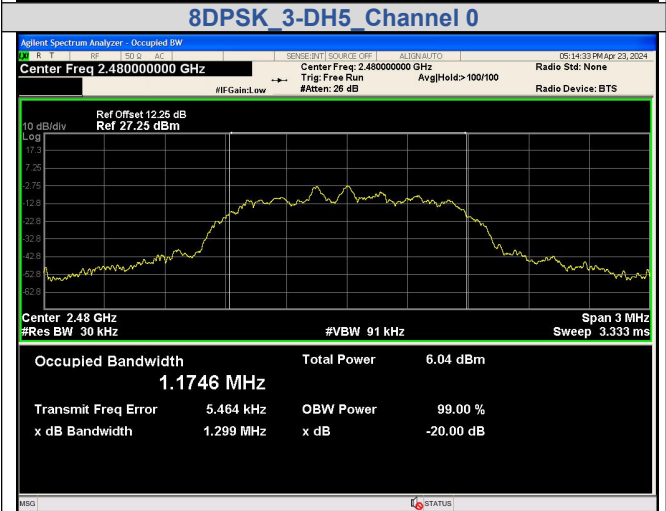 8DPSK_3-DH5_Channel 0
Agilent Spectrum Analyzer - Occupied BW
LXI R T RF 50 Ω AC SENSE:INT SOURCE OFF ALIGN AUTO 05:14:33 PM Apr 23, 2024
Center Freq 2.480000000 GHz Center Freq: 2.480000000 GHz Radio Std: None
Trig: Free Run Avg|Hold:>100/100
#IFGain:Low #Atten: 26 dB Radio Device: BTS
Ref Offset 12.25 dB
10 dB/div Ref 27.25 dBm
Log
17.3
7.25
-2.75
-12.8
-22.8
-32.8
-42.8
-52.8
-62.8
Center 2.48 GHz Span 3 MHz
#Res BW 30 kHz #VBW 91 kHz Sweep 3.333 ms
Occupied Bandwidth Total Power 6.04 dBm
1.1746 MHz
Transmit Freq Error 5.464 kHz OBW Power 99.00 %
x dB Bandwidth 1.299 MHz x dB -20.00 dB
MSG STATUS